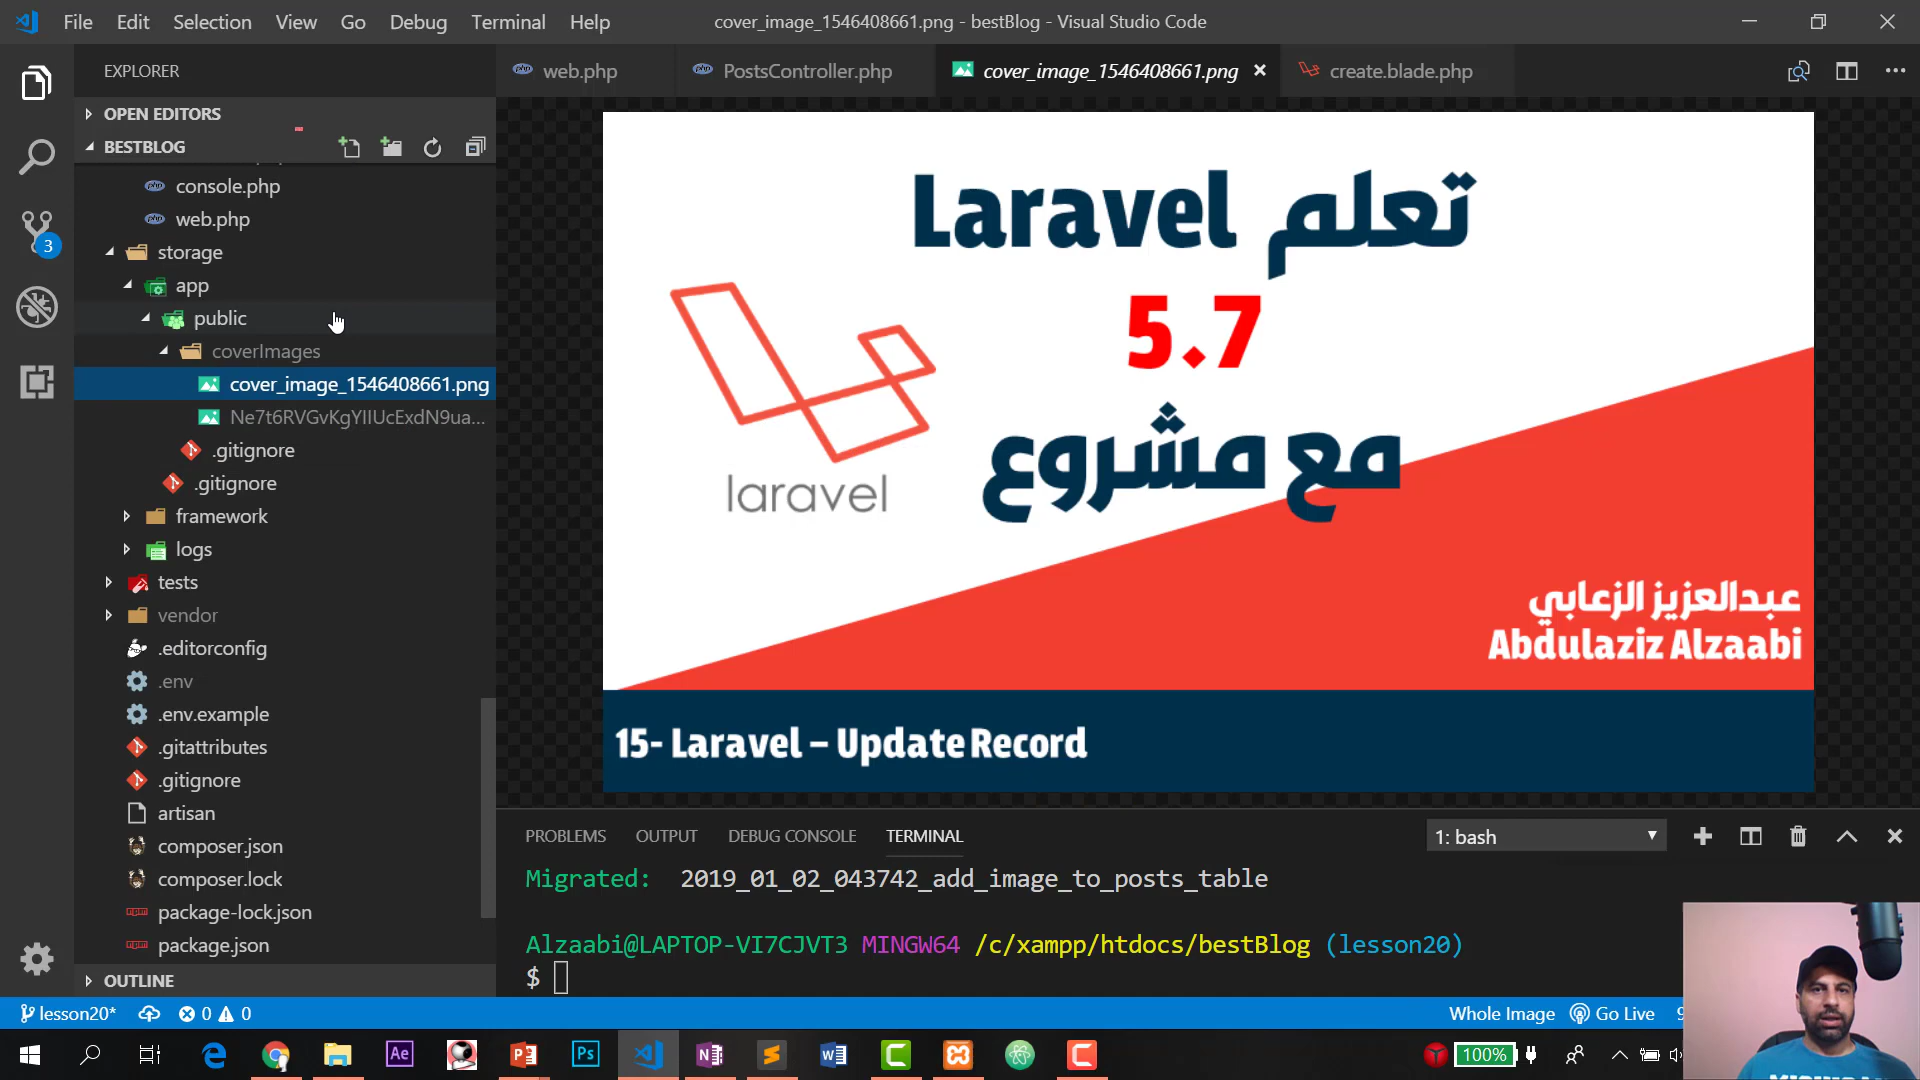 File Edit Selection View Go Debug Terminal Help
cover_image_1546408661.png - bestBlog - Visual Studio Code
EXPLORER
OPEN EDITORS
BESTBLOG
console.php
web.php
storage
app
public
coverImages
cover_image_1546408661.png
Ne7t6RVGvKgYIIUcExdN9ua...
.gitignore
.gitignore
framework
logs
tests
vendor
.editorconfig
.env
.env.example
.gitattributes
.gitignore
artisan
composer.json
composer.lock
package-lock.json
package.json
OUTLINE
web.php
PostsController.php
cover_image_1546408661.png
create.blade.php
تعلم Laravel
5.7
مع مشروع
laravel
عبدالعزيز الزعابي
Abdulaziz Alzaabi
15- Laravel – Update Record
PROBLEMS OUTPUT DEBUG CONSOLE TERMINAL
1: bash
Migrated: 2019_01_02_043742_add_image_to_posts_table
Alzaabi@LAPTOP-VI7CJVT3 MINGW64 /c/xampp/htdocs/bestBlog (lesson20)
$
3
lesson20* 0 0
Whole Image Go Live
Ae
Ps
100%